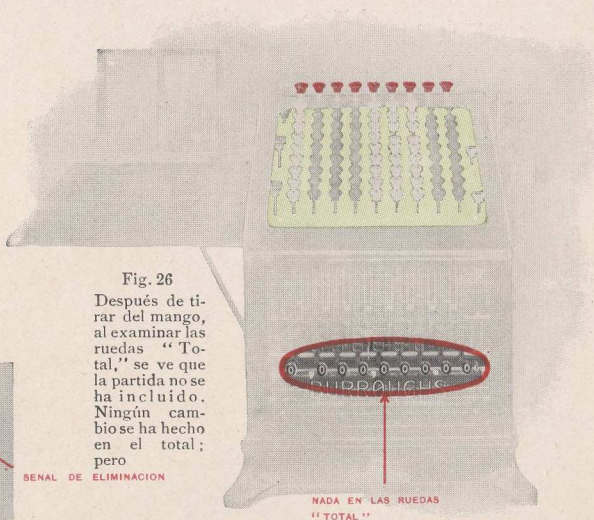 Fig. 26
Después de ti-
rar del mango,
al examinar las
ruedas “ To-
tal,” se ve que
la partida no se
ha incluido.
Ningún cam-
bio se ha hecho
en el total;
pero
SENAL DE ELIMINACION
BURROUGHS
NADA EN LAS RUEDAS
“ TOTAL ”